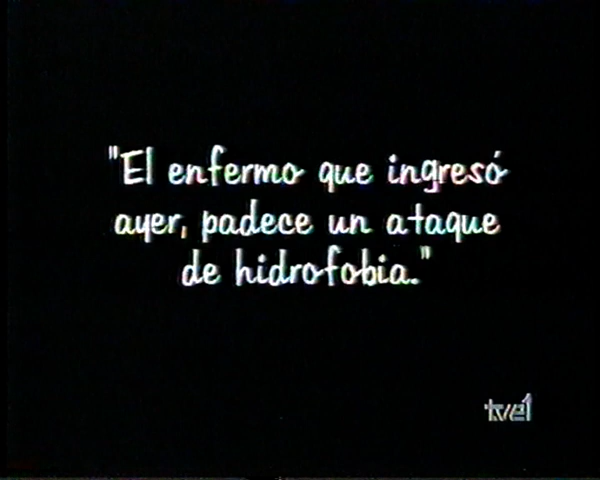 "El enfermo que ingresó
ayer, padece un ataque
de hidrofobia."
tve1